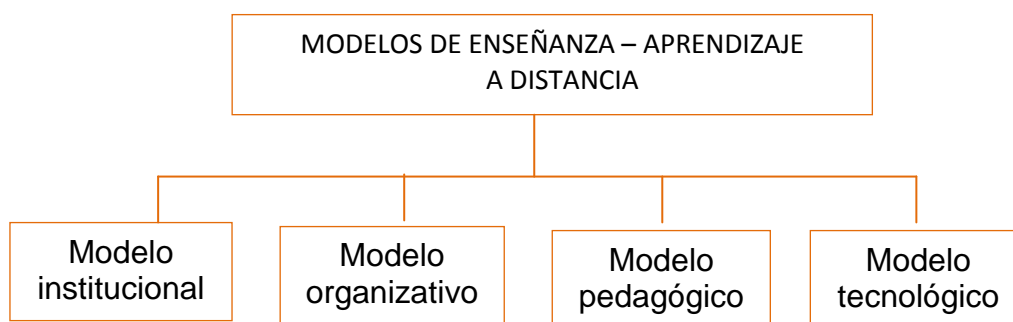 MODELOS DE ENSEÑANZA – APRENDIZAJE
A DISTANCIA
Modelo
institucional
Modelo
organizativo
Modelo
pedagógico
Modelo
tecnológico